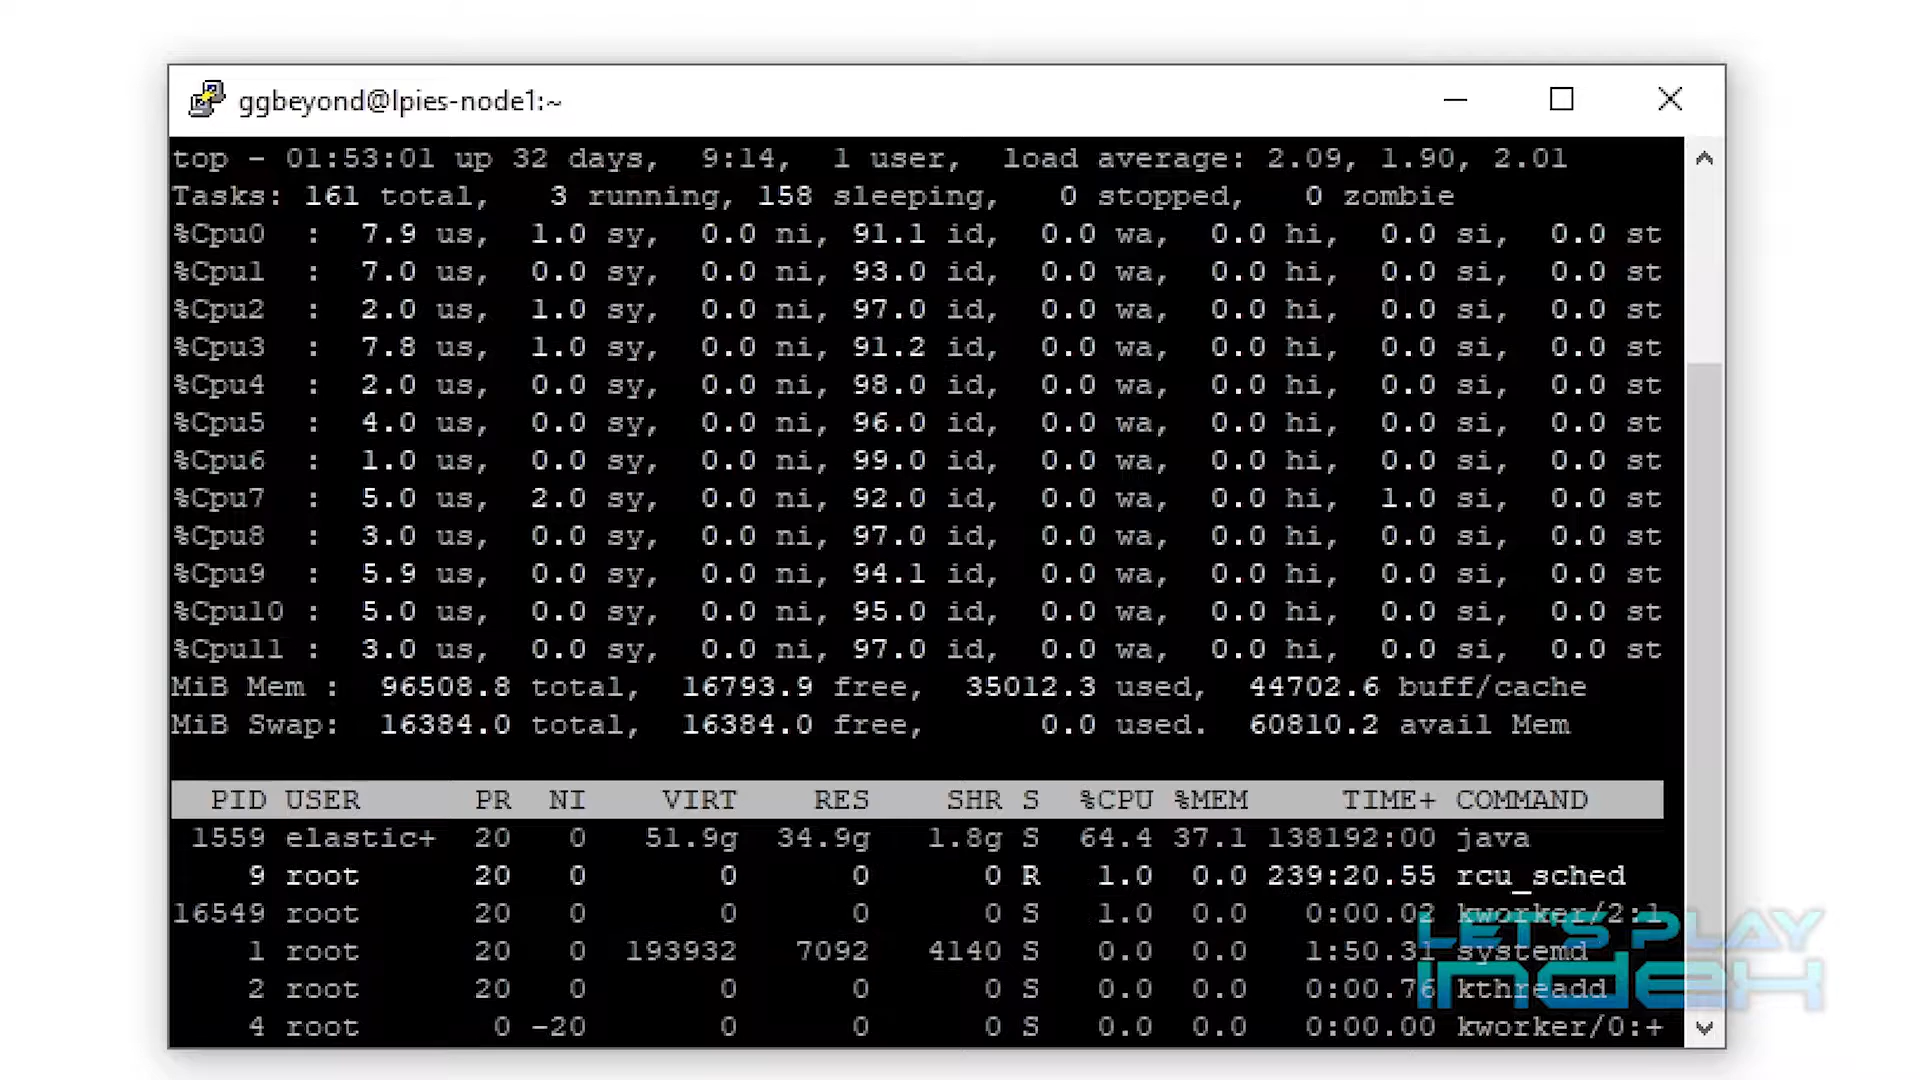 ggbeyond@lpies-node1:~
top - 01:53:01 up 32 days,  9:14,  1 user,  load average: 2.09, 1.90, 2.01
Tasks: 161 total,   3 running, 158 sleeping,   0 stopped,   0 zombie
%Cpu0  :  7.9 us,  1.0 sy,  0.0 ni, 91.1 id,  0.0 wa,  0.0 hi,  0.0 si,  0.0 st
%Cpu1  :  7.0 us,  0.0 sy,  0.0 ni, 93.0 id,  0.0 wa,  0.0 hi,  0.0 si,  0.0 st
%Cpu2  :  2.0 us,  1.0 sy,  0.0 ni, 97.0 id,  0.0 wa,  0.0 hi,  0.0 si,  0.0 st
%Cpu3  :  7.8 us,  1.0 sy,  0.0 ni, 91.2 id,  0.0 wa,  0.0 hi,  0.0 si,  0.0 st
%Cpu4  :  2.0 us,  0.0 sy,  0.0 ni, 98.0 id,  0.0 wa,  0.0 hi,  0.0 si,  0.0 st
%Cpu5  :  4.0 us,  0.0 sy,  0.0 ni, 96.0 id,  0.0 wa,  0.0 hi,  0.0 si,  0.0 st
%Cpu6  :  1.0 us,  0.0 sy,  0.0 ni, 99.0 id,  0.0 wa,  0.0 hi,  0.0 si,  0.0 st
%Cpu7  :  5.0 us,  2.0 sy,  0.0 ni, 92.0 id,  0.0 wa,  0.0 hi,  1.0 si,  0.0 st
%Cpu8  :  3.0 us,  0.0 sy,  0.0 ni, 97.0 id,  0.0 wa,  0.0 hi,  0.0 si,  0.0 st
%Cpu9  :  5.9 us,  0.0 sy,  0.0 ni, 94.1 id,  0.0 wa,  0.0 hi,  0.0 si,  0.0 st
%Cpu10 :  5.0 us,  0.0 sy,  0.0 ni, 95.0 id,  0.0 wa,  0.0 hi,  0.0 si,  0.0 st
%Cpu11 :  3.0 us,  0.0 sy,  0.0 ni, 97.0 id,  0.0 wa,  0.0 hi,  0.0 si,  0.0 st
MiB Mem :  96508.8 total,  16793.9 free,  35012.3 used,  44702.6 buff/cache
MiB Swap:  16384.0 total,  16384.0 free,      0.0 used.  60810.2 avail Mem
PID USER      PR  NI    VIRT    RES    SHR S  %CPU %MEM     TIME+ COMMAND
1559 elastic+  20   0   51.9g  34.9g   1.8g S  64.4 37.1 138192:00 java
9 root      20   0       0      0      0 R   1.0  0.0 239:20.55 rcu_sched
16549 root      20   0       0      0      0 S   1.0  0.0   0:00.02 kworker/2:1
1 root      20   0  193932   7092   4140 S   0.0  0.0   1:50.31 systemd
2 root      20   0       0      0      0 S   0.0  0.0   0:00.76 kthreadd
4 root       0 -20       0      0      0 S   0.0  0.0   0:00.00 kworker/0:+
LET'S PLAY
index